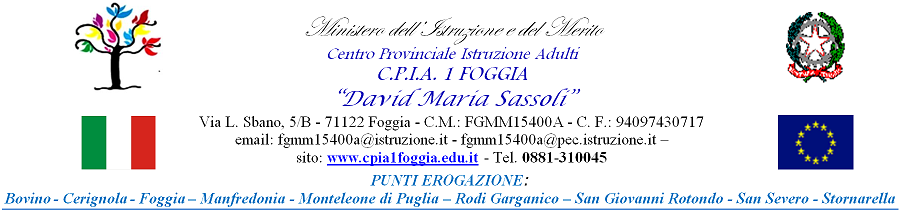 Ministero dell'Istruzione e del Merito
Centro Provinciale Istruzione Adulti
C.P.I.A. 1 FOGGIA
“David Maria Sassoli”
Via L. Sbano, 5/B - 71122 Foggia - C.M.: FGMM15400A - C. F.: 94097430717
email: fgmm15400a@istruzione.it - fgmm15400a@pec.istruzione.it –
sito: www.cpia1foggia.edu.it - Tel. 0881-310045
PUNTI EROGAZIONE:
Bovino - Cerignola - Foggia – Manfredonia - Monteleone di Puglia – Rodi Garganico – San Giovanni Rotondo - San Severo - Stornarella